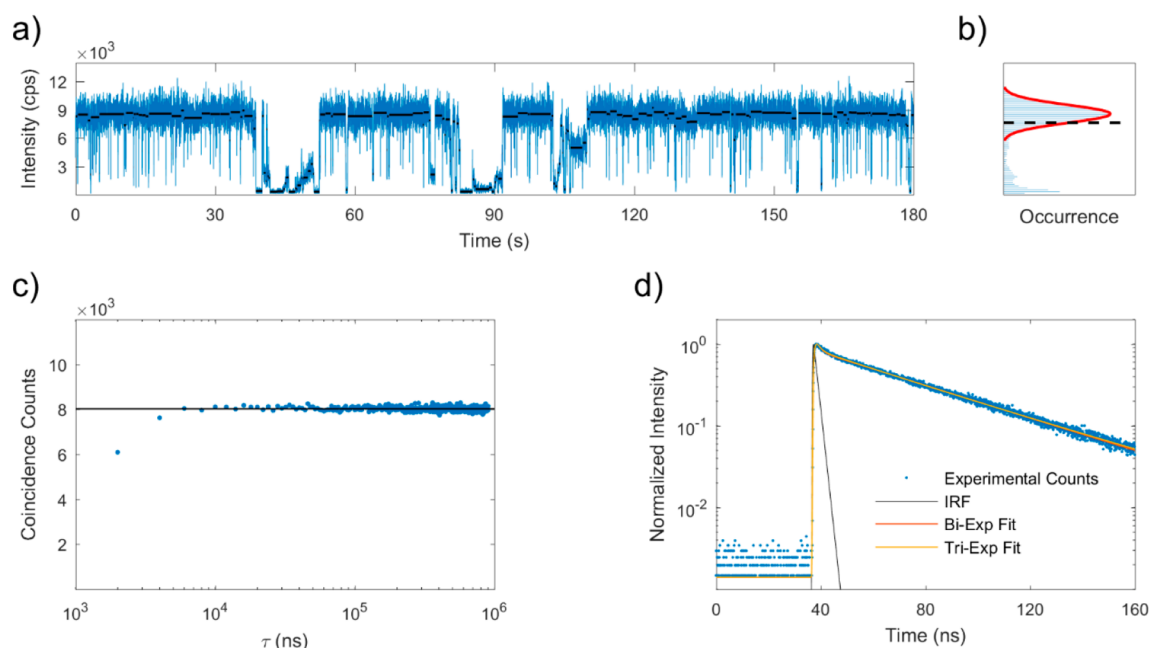 a)
×10³
12
9
6
3
Intensity (cps)
0 30 60 90 120 150 180
Time (s)
b)
Occurrence
c)
×10³
10
8
6
4
2
Coincidence Counts
10³ 10⁴ 10⁵ 10⁶
τ (ns)
d)
10⁰
10⁻¹
10⁻²
Normalized Intensity
Experimental Counts
IRF
Bi-Exp Fit
Tri-Exp Fit
0 40 80 120 160
Time (ns)